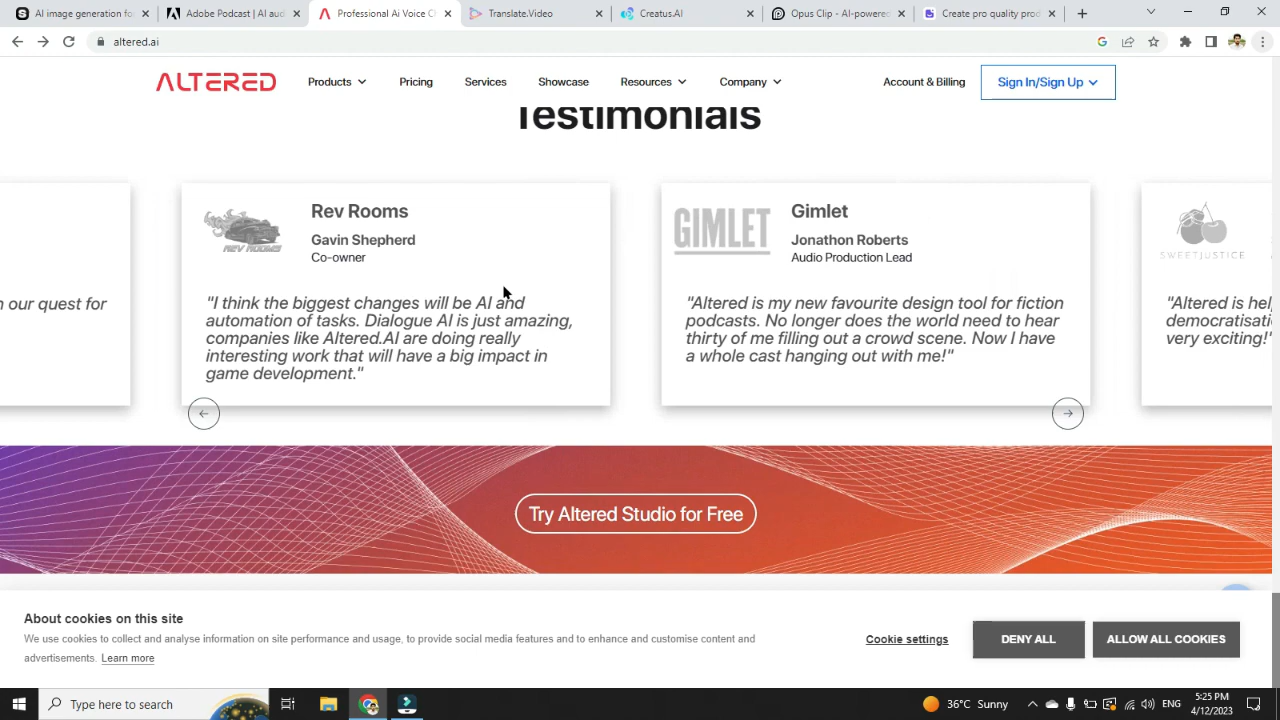 AI image generation fo
Adobe Podcast | AI aud
Professional Ai Voice C
Translate.Video
Creatus.AI
Opus Clip - AI-powere
Create pro quality prod
altered.ai
ALTERED
Products
Pricing
Services
Showcase
Resources
Company
Account & Billing
Sign In/Sign Up
Testimonials
Rev Rooms
Gavin Shepherd
Co-owner
REV ROOMS
GIMLET
Gimlet
Jonathon Roberts
Audio Production Lead
SWEETJUSTICE
n our quest for
"I think the biggest changes will be AI and
automation of tasks. Dialogue AI is just amazing,
companies like Altered.AI are doing really
interesting work that will have a big impact in
game development."
"Altered is my new favourite design tool for fiction
podcasts. No longer does the world need to hear
thirty of me filling out a crowd scene. Now I have
a whole cast hanging out with me!"
"Altered is hel
democratisati
very exciting!"
Try Altered Studio for Free
About cookies on this site
We use cookies to collect and analyse information on site performance and usage, to provide social media features and to enhance and customise content and
advertisements. Learn more
Cookie settings
DENY ALL
ALLOW ALL COOKIES
Type here to search
36°C Sunny
ENG
5:25 PM
4/12/2023